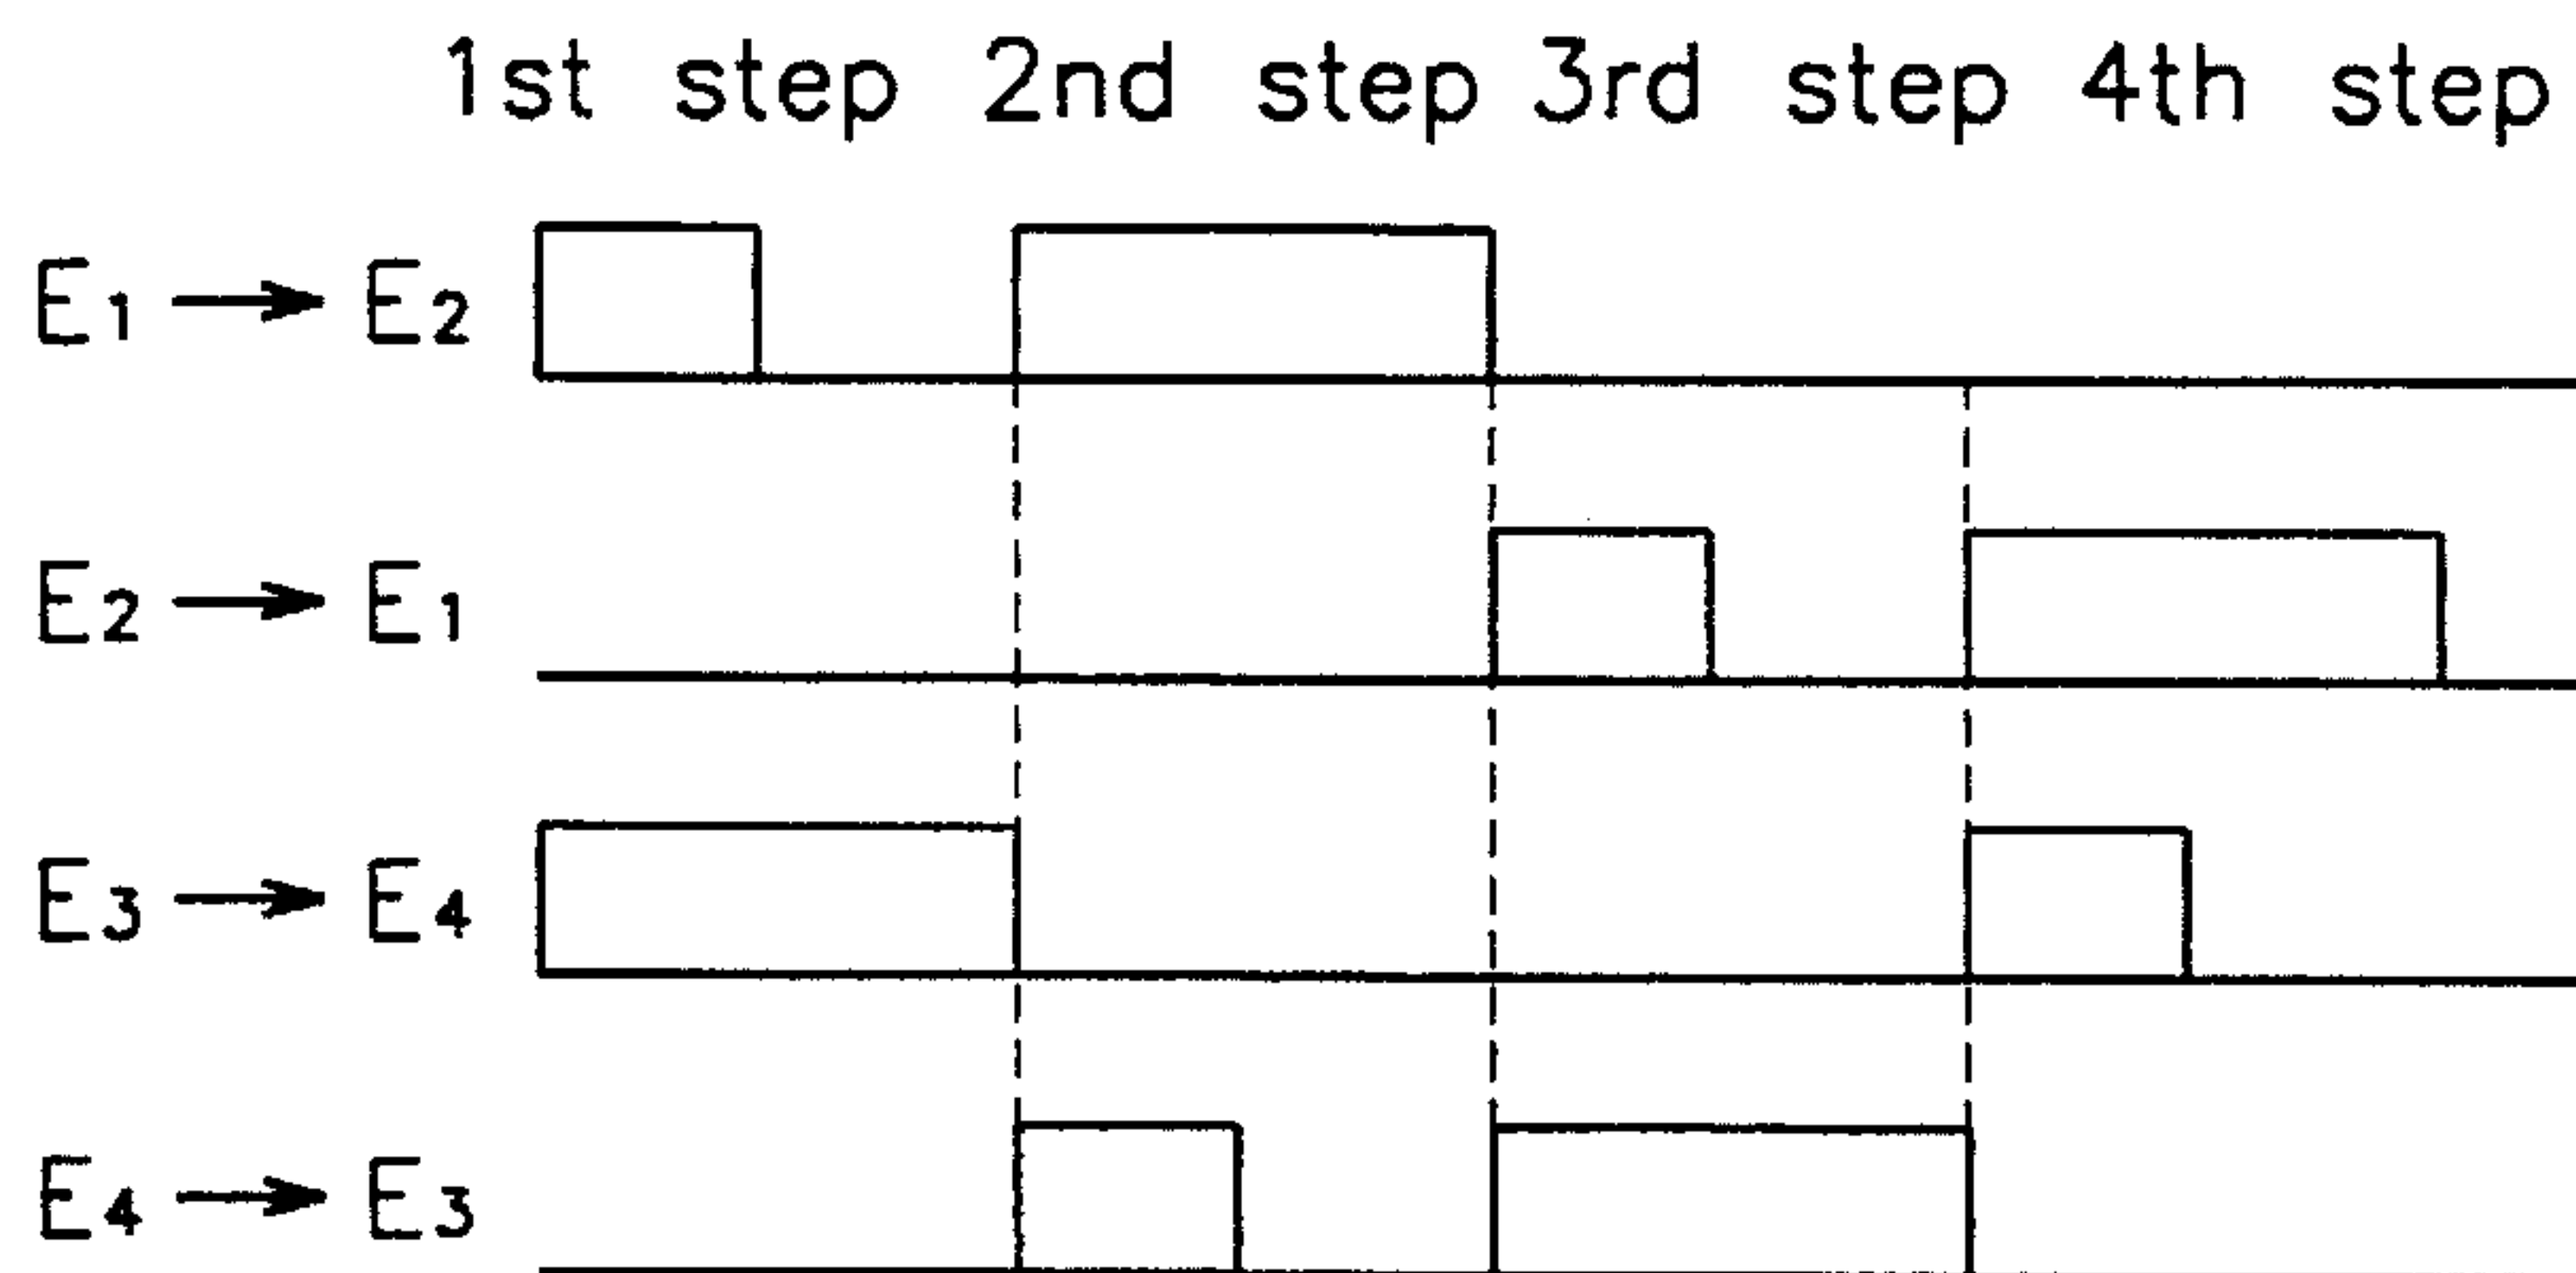 1st step 2nd step 3rd step 4th step
E1 → E2
E2 → E1
E3 → E4
E4 → E3